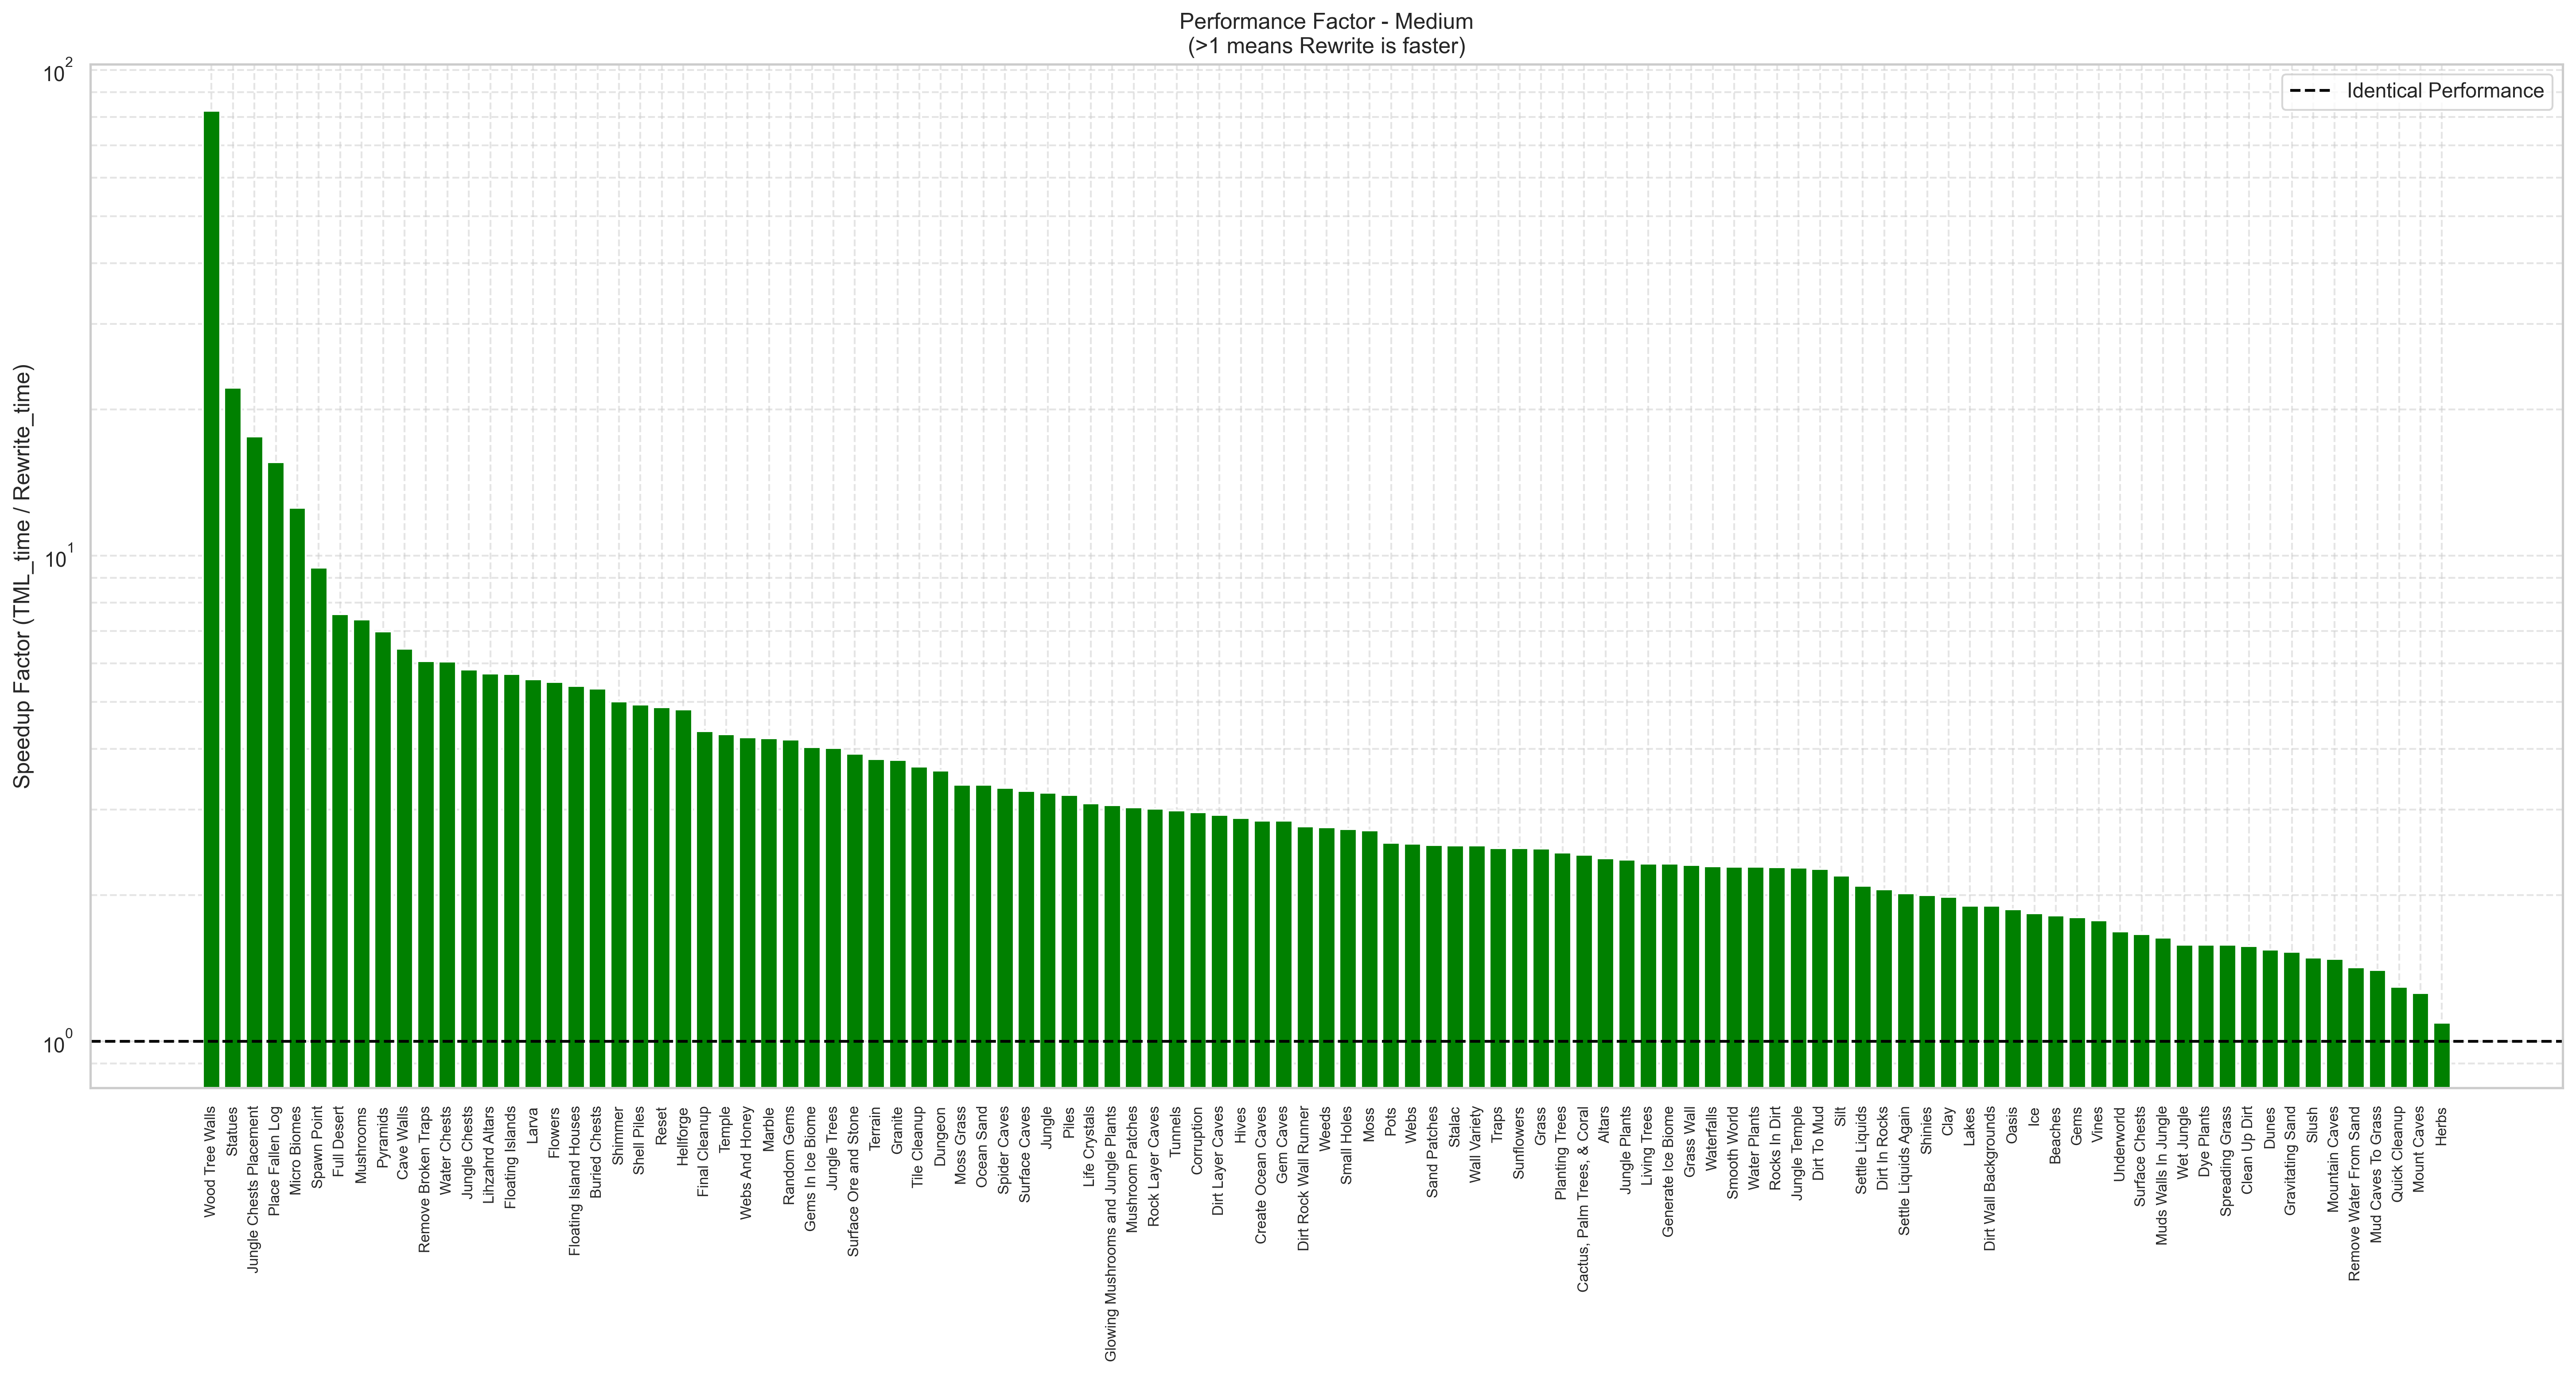 Performance Factor - Medium
(>1 means Rewrite is faster)
Identical Performance
Speedup Factor (TML_time / Rewrite_time)
10²
10¹
10⁰
Wood Tree Walls
Statues
Jungle Chests Placement
Place Fallen Log
Micro Biomes
Spawn Point
Full Desert
Mushrooms
Pyramids
Cave Walls
Remove Broken Traps
Water Chests
Jungle Chests
Lihzahrd Altars
Floating Islands
Larva
Flowers
Floating Island Houses
Buried Chests
Shimmer
Shell Piles
Reset
Hellforge
Final Cleanup
Temple
Webs And Honey
Marble
Random Gems
Gems In Ice Biome
Jungle Trees
Surface Ore and Stone
Terrain
Granite
Tile Cleanup
Dungeon
Moss Grass
Ocean Sand
Spider Caves
Surface Caves
Jungle
Piles
Life Crystals
Glowing Mushrooms and Jungle Plants
Mushroom Patches
Rock Layer Caves
Tunnels
Corruption
Dirt Layer Caves
Hives
Create Ocean Caves
Gem Caves
Dirt Rock Wall Runner
Weeds
Small Holes
Moss
Pots
Webs
Sand Patches
Stalac
Wall Variety
Traps
Sunflowers
Grass
Planting Trees
Cactus, Palm Trees, & Coral
Altars
Jungle Plants
Living Trees
Generate Ice Biome
Grass Wall
Waterfalls
Smooth World
Water Plants
Rocks In Dirt
Jungle Temple
Dirt To Mud
Silt
Settle Liquids
Dirt In Rocks
Settle Liquids Again
Shinies
Clay
Lakes
Dirt Wall Backgrounds
Oasis
Ice
Beaches
Gems
Vines
Underworld
Surface Chests
Muds Walls In Jungle
Wet Jungle
Dye Plants
Spreading Grass
Clean Up Dirt
Dunes
Gravitating Sand
Slush
Mountain Caves
Remove Water From Sand
Mud Caves To Grass
Quick Cleanup
Mount Caves
Herbs